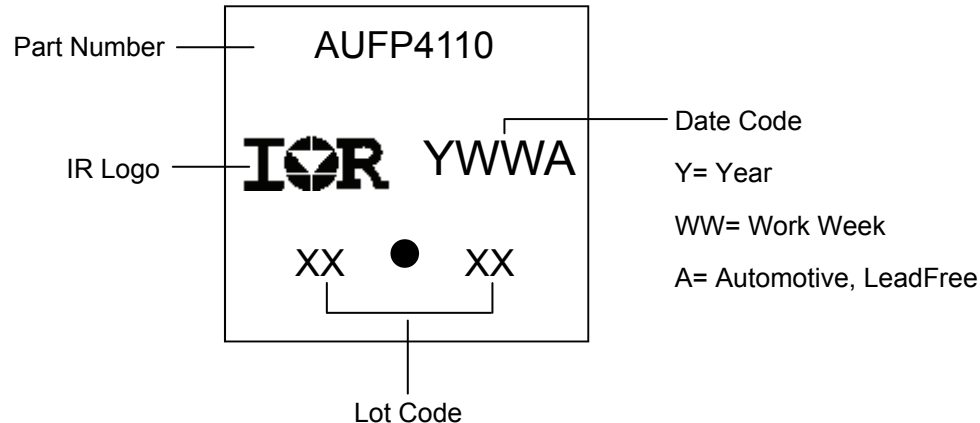 Part Number
AUFP4110
IR Logo
IOR
YWWA
Date Code
Y= Year
WW= Work Week
A= Automotive, LeadFree
XX
XX
Lot Code